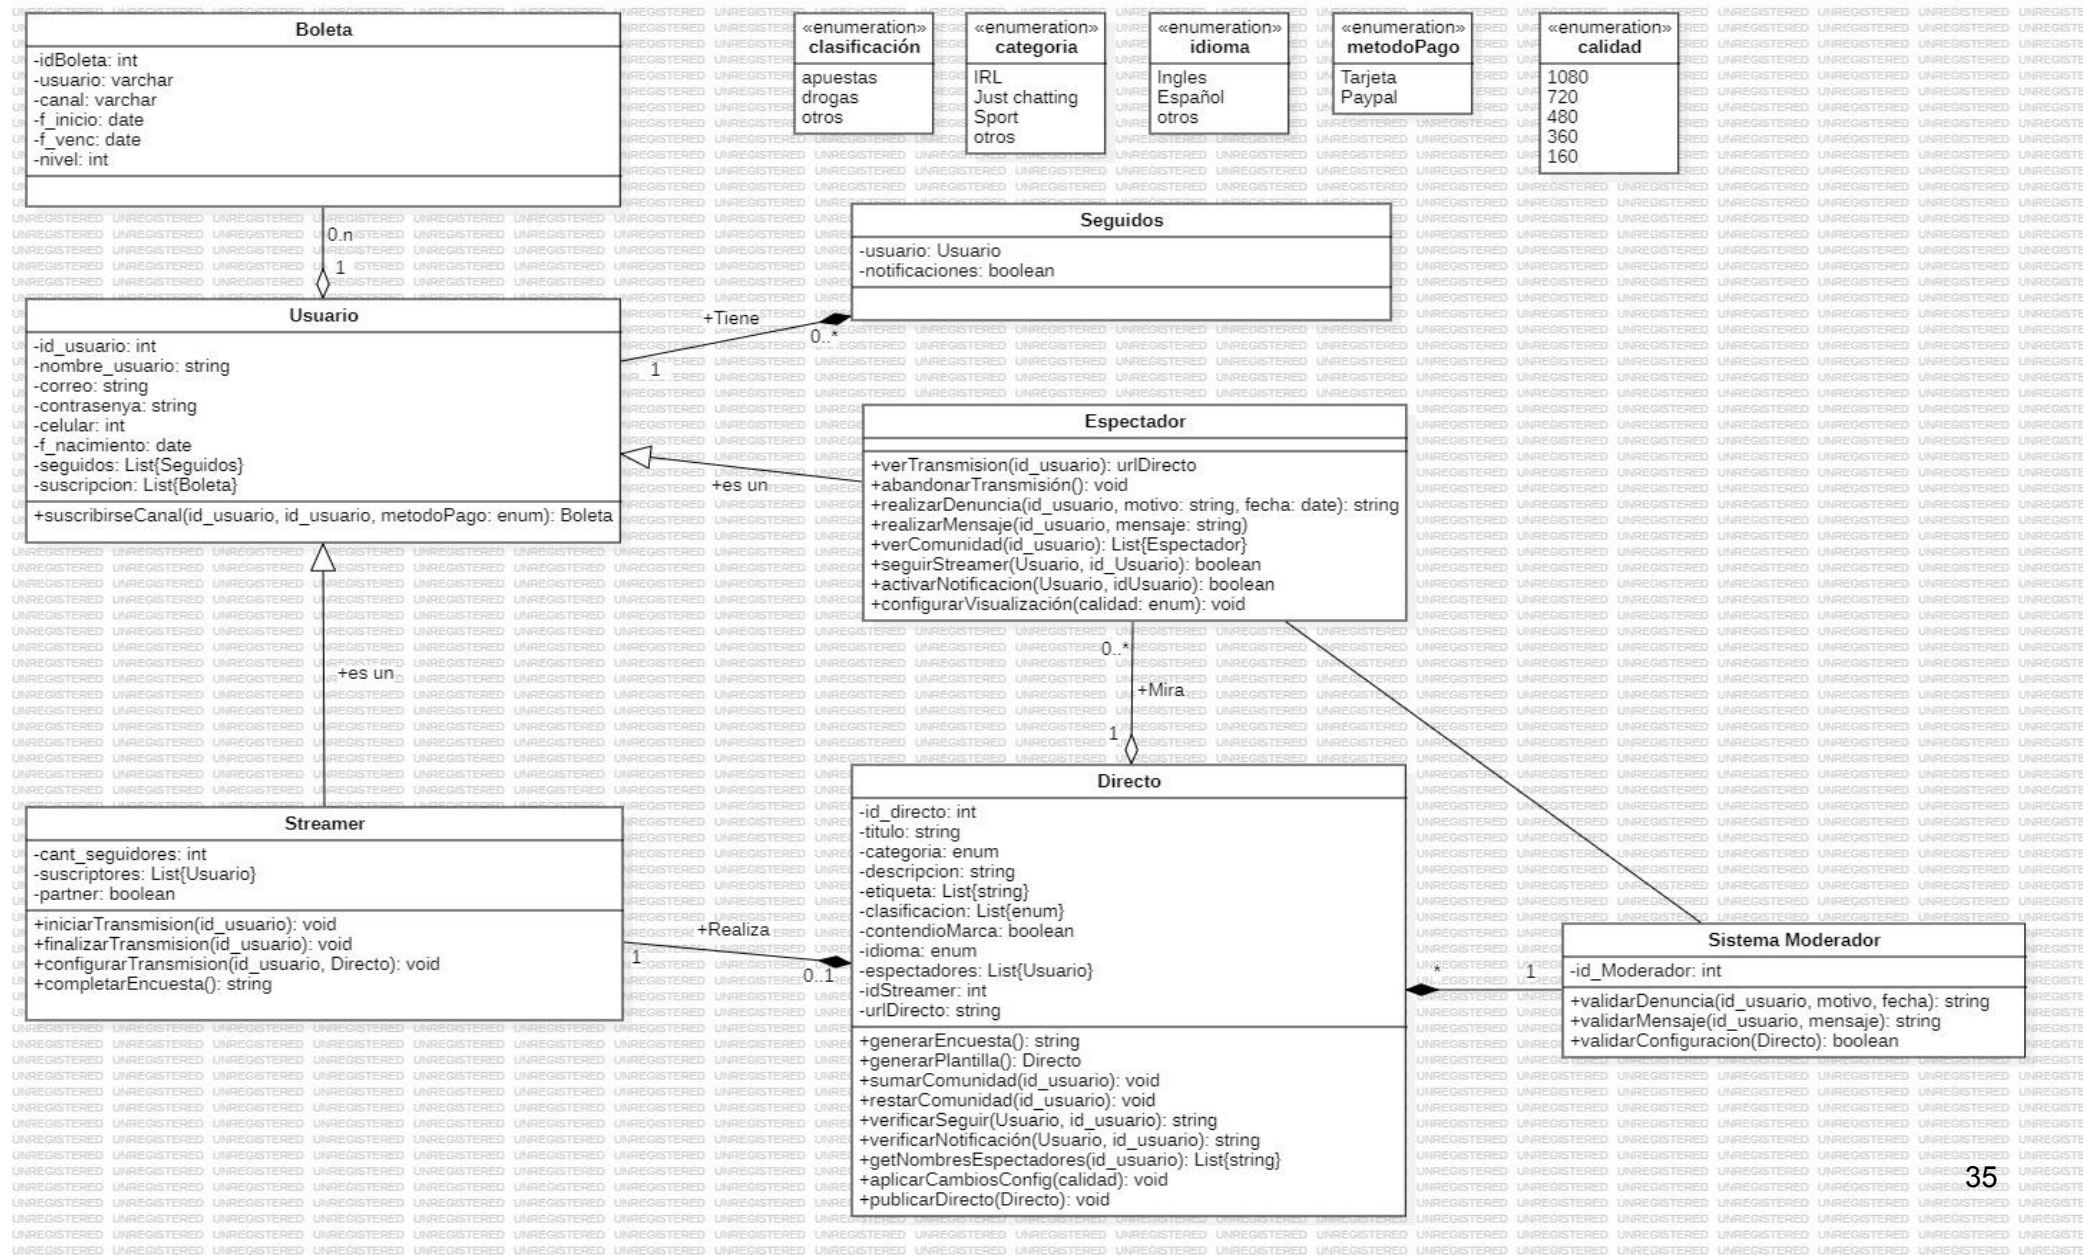 Boleta
-idBoleta: int
-usuario: varchar
-canal: varchar
-f_inicio: date
-f_venc: date
-nivel: int
«enumeration»
clasificación
apuestas
drogas
otros
«enumeration»
categoria
IRL
Just chatting
Sport
otros
«enumeration»
idioma
Ingles
Español
otros
«enumeration»
metodoPago
Tarjeta
Paypal
«enumeration»
calidad
1080
720
480
360
160
0.n
1
Seguidos
-usuario: Usuario
-notificaciones: boolean
Usuario
-id_usuario: int
-nombre_usuario: string
-correo: string
-contrasenya: string
-celular: int
-f_nacimiento: date
-seguidos: List{Seguidos}
-suscripcion: List{Boleta}
+suscribirseCanal(id_usuario, id_usuario, metodoPago: enum): Boleta
+Tiene
0..*
1
Espectador
+verTransmision(id_usuario): urlDirecto
+abandonarTransmisión(): void
+realizarDenuncia(id_usuario, motivo: string, fecha: date): string
+realizarMensaje(id_usuario, mensaje: string)
+verComunidad(id_usuario): List{Espectador}
+seguirStreamer(Usuario, id_Usuario): boolean
+activarNotificacion(Usuario, idUsuario): boolean
+configurarVisualización(calidad: enum): void
+es un
+es un
0..*
+Mira
1
Streamer
-cant_seguidores: int
-suscriptores: List{Usuario}
-partner: boolean
+iniciarTransmision(id_usuario): void
+finalizarTransmision(id_usuario): void
+configurarTransmision(id_usuario, Directo): void
+completarEncuesta(): string
+Realiza
1
0..1
Directo
-id_directo: int
-titulo: string
-categoria: enum
-descripcion: string
-etiqueta: List{string}
-clasificacion: List{enum}
-contendioMarca: boolean
-idioma: enum
-espectadores: List{Usuario}
-idStreamer: int
-urlDirecto: string
+generarEncuesta(): string
+generarPlantilla(): Directo
+sumarComunidad(id_usuario): void
+restarComunidad(id_usuario): void
+verificarSeguir(Usuario, id_usuario): string
+verificarNotificación(Usuario, id_usuario): string
+getNombresEspectadores(id_usuario): List{string}
+aplicarCambiosConfig(calidad): void
+publicarDirecto(Directo): void
*
1
Sistema Moderador
-id_Moderador: int
+validarDenuncia(id_usuario, motivo, fecha): string
+validarMensaje(id_usuario, mensaje): string
+validarConfiguracion(Directo): boolean
35
UNREGISTERED